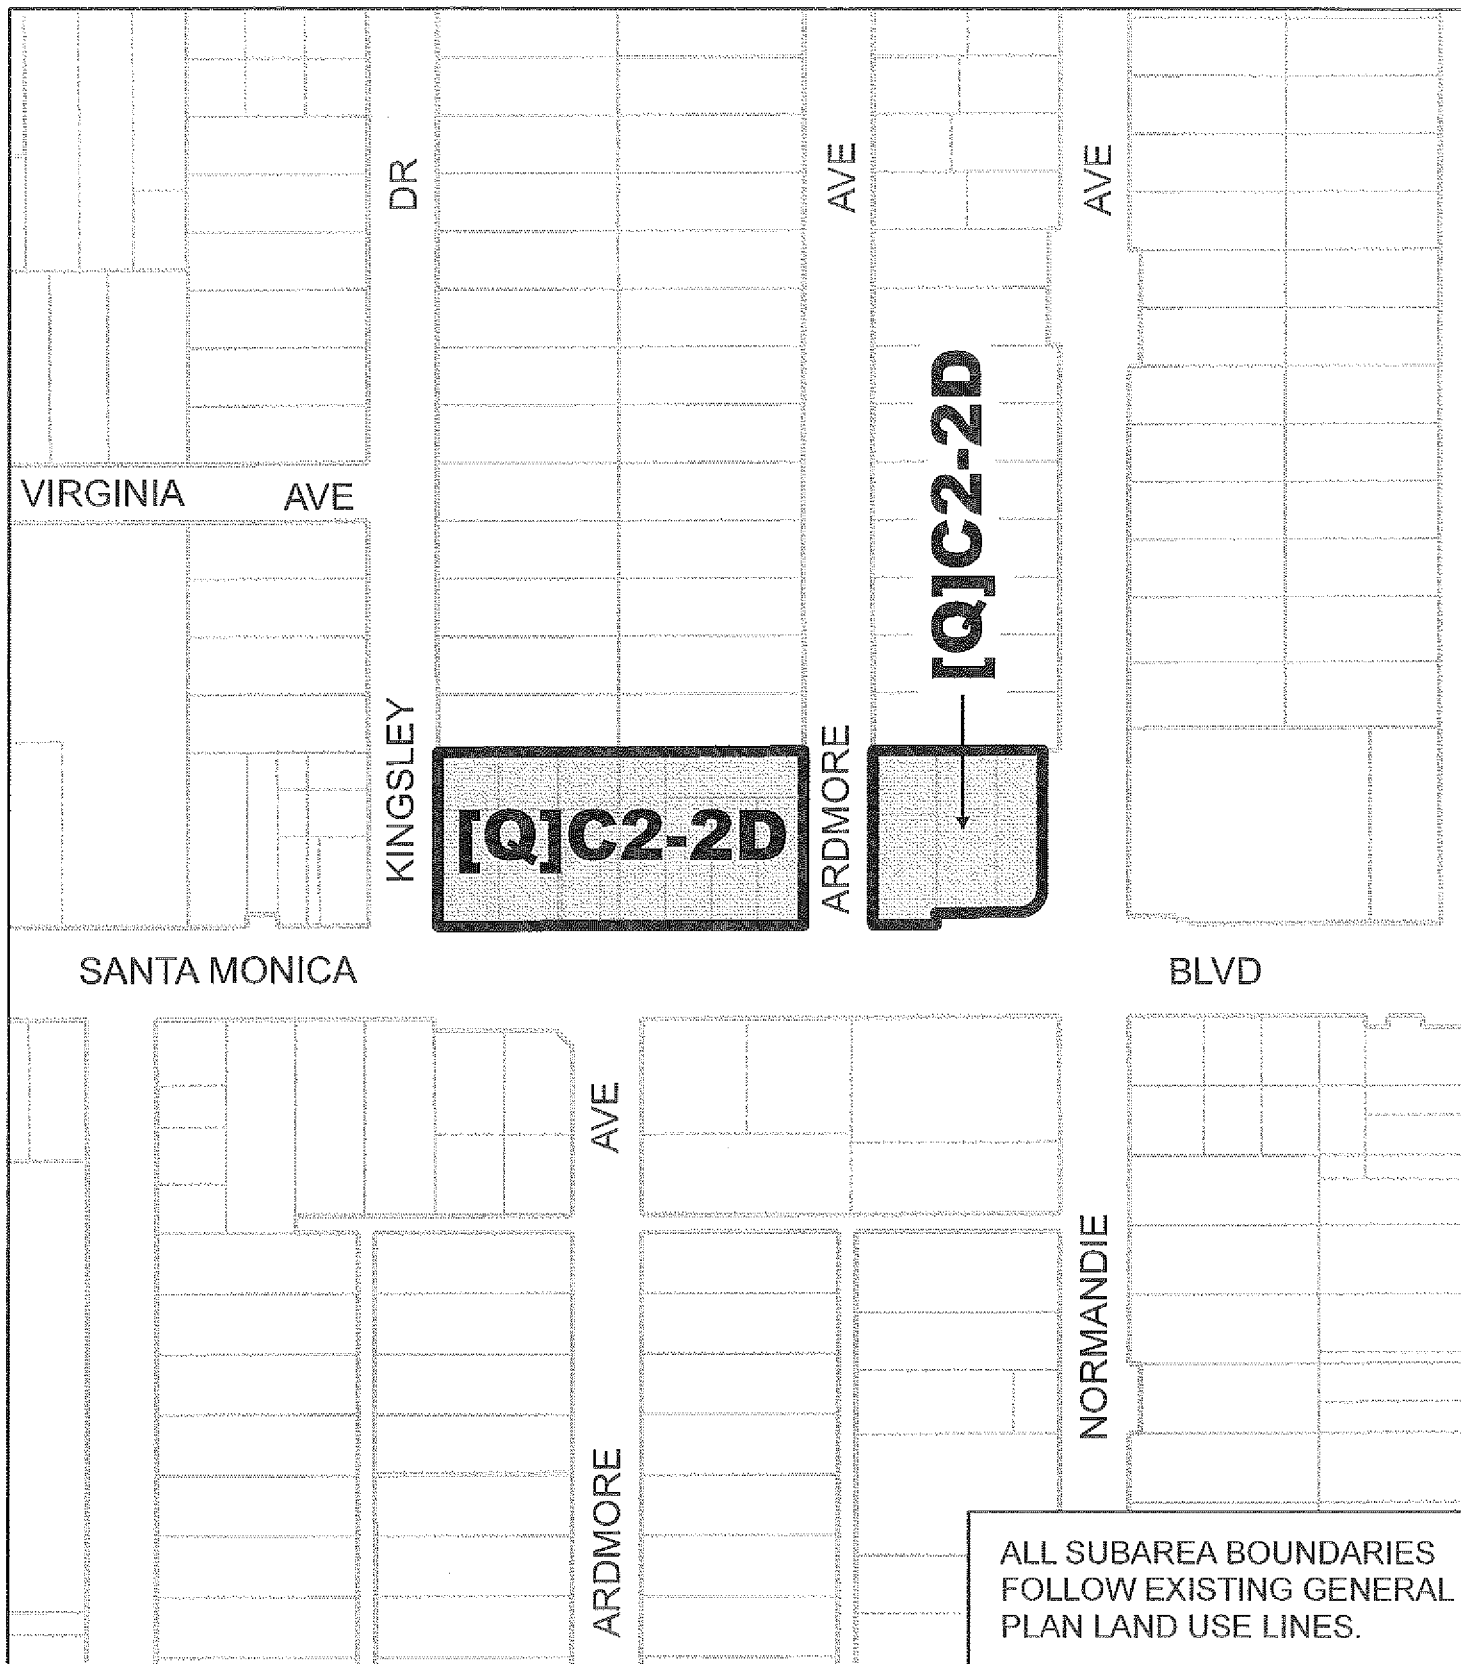 DR
AVE
AVE
VIRGINIA AVE
[Q]C2-2D
KINGSLEY
[Q]C2-2D
ARDMORE
SANTA MONICA BLVD
AVE
NORMANDIE
ARDMORE
ALL SUBAREA BOUNDARIES
FOLLOW EXISTING GENERAL
PLAN LAND USE LINES.